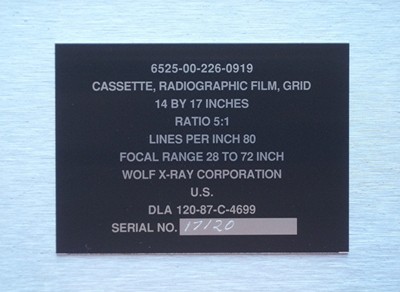 6525-00-226-0919
CASSETTE, RADIOGRAPHIC FILM, GRID
14 BY 17 INCHES
RATIO 5:1
LINES PER INCH 80
FOCAL RANGE 28 TO 72 INCH
WOLF X-RAY CORPORATION
U.S.
DLA 120-87-C-4699
SERIAL NO. 17120